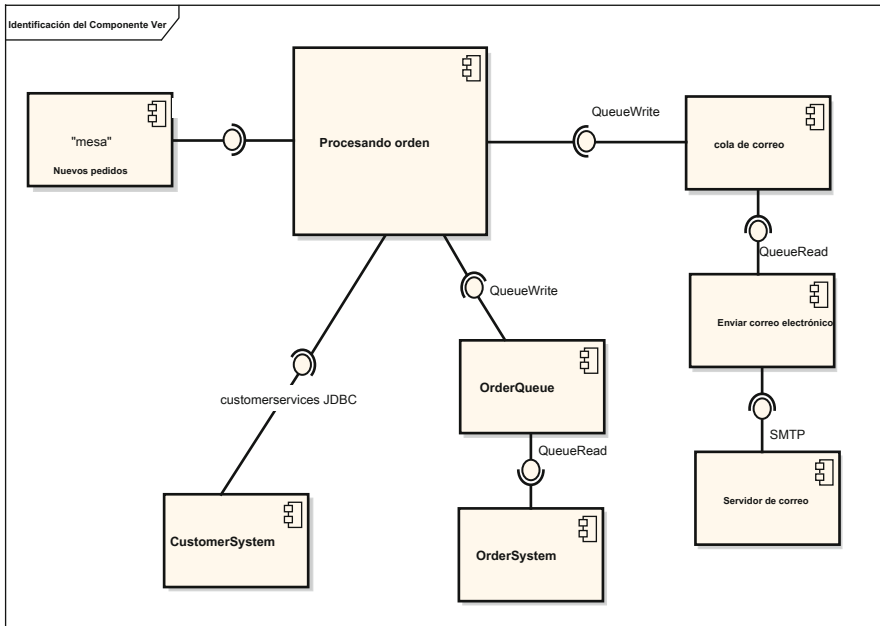 Identificación del Componente Ver
"mesa"
Nuevos pedidos
Procesando orden
QueueWrite
cola de correo
QueueRead
Enviar correo electrónico
SMTP
Servidor de correo
QueueWrite
OrderQueue
QueueRead
OrderSystem
customerservices JDBC
CustomerSystem